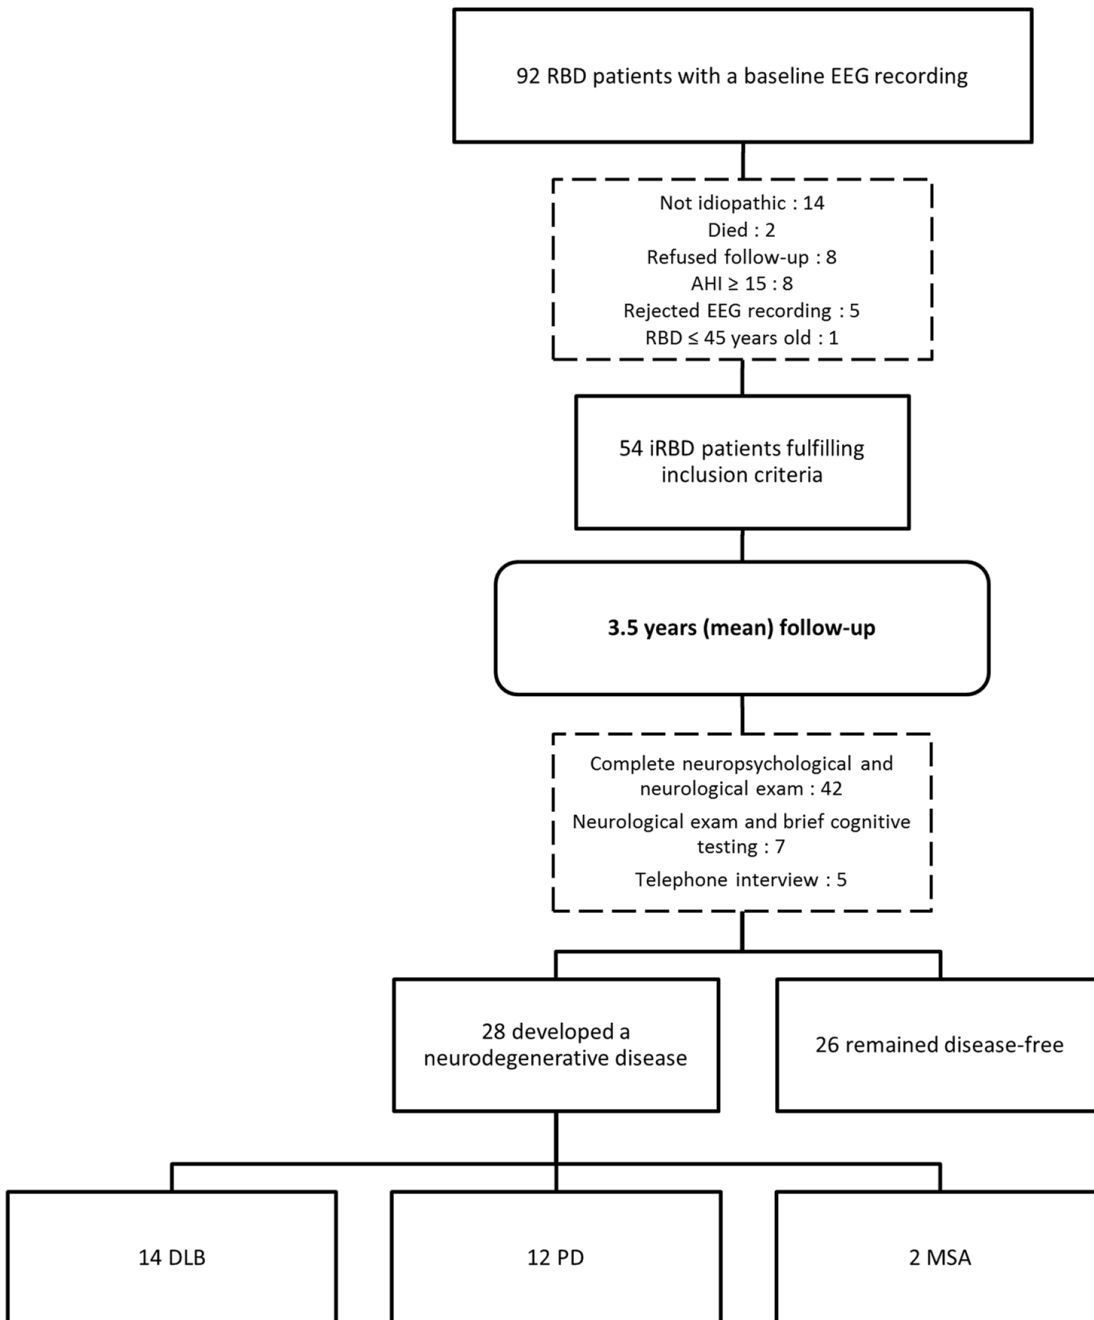 92 RBD patients with a baseline EEG recording
Not idiopathic : 14
Died : 2
Refused follow-up : 8
AHI ≥ 15 : 8
Rejected EEG recording : 5
RBD ≤ 45 years old : 1
54 iRBD patients fulfilling
inclusion criteria
3.5 years (mean) follow-up
Complete neuropsychological and
neurological exam : 42
Neurological exam and brief cognitive
testing : 7
Telephone interview : 5
28 developed a
neurodegenerative disease
26 remained disease-free
14 DLB
12 PD
2 MSA